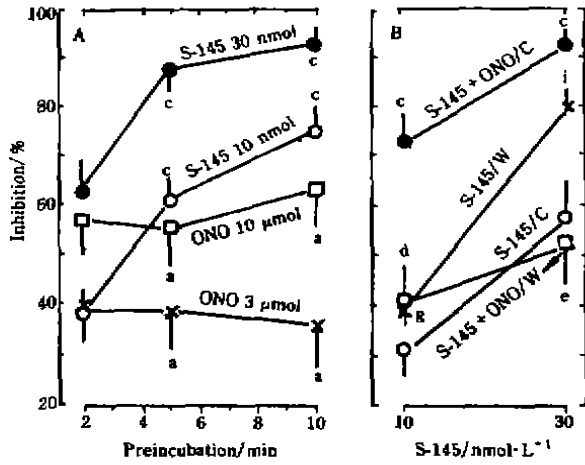 A
B
Inhibition/%
100
80
60
40
20
S-145 30 nmol
S-145 10 nmol
ONO 10 μmol
ONO 3 μmol
c
c
c
c
a
a
a
a
2
4
6
8
10
Preincubation/min
S-145 + ONO/C
S-145/W
S-145/C
S-145 + ONO/W
c
c
i
d
g
e
10
30
S-145/nmol·L⁻¹